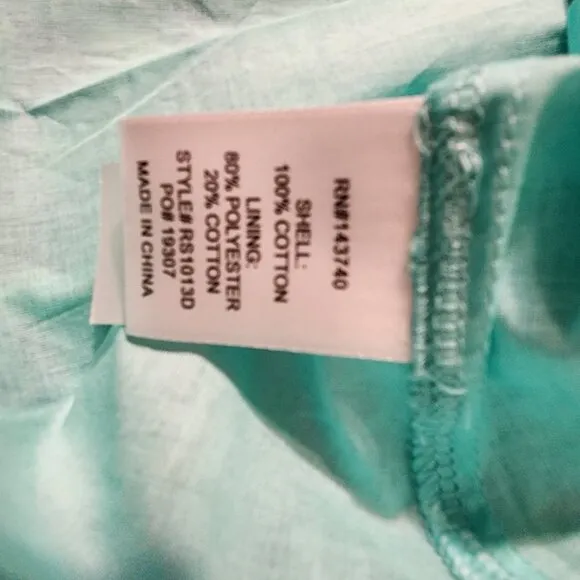 RN#143740
SHELL:
100% COTTON
LINING:
80% POLYESTER
20% COTTON
STYLE# RS1013D
PO# 19307
MADE IN CHINA